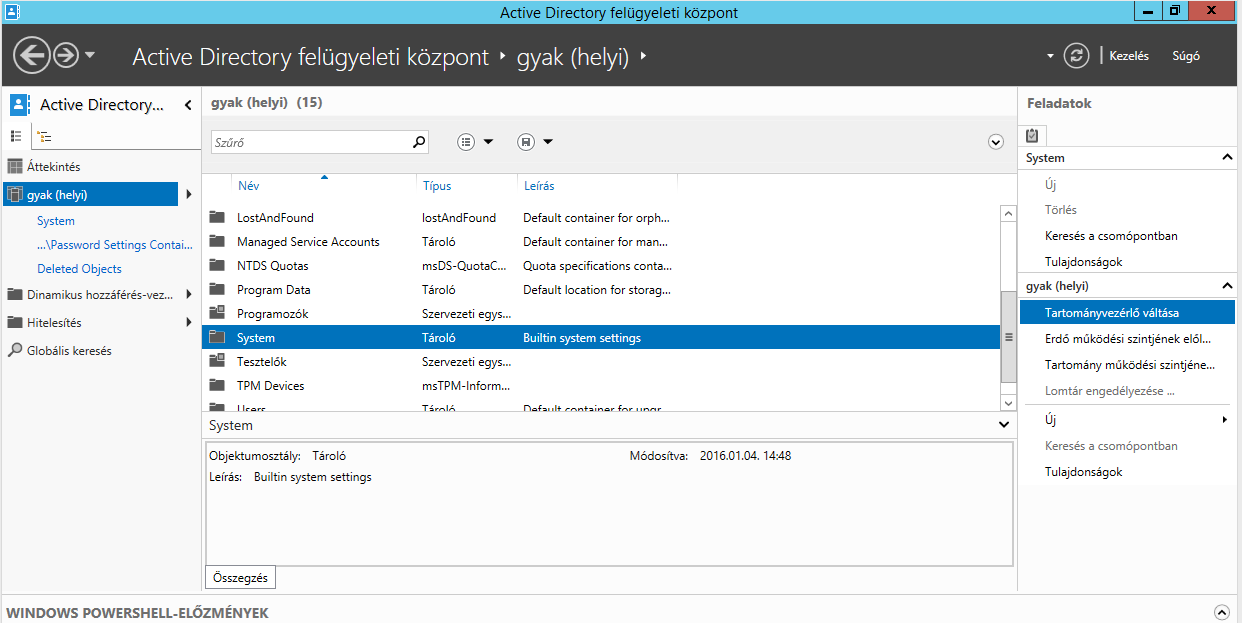 Active Directory felügyeleti központ
Active Directory felügyeleti központ gyak (helyi)
Kezelés Súgó
Active Directory...
Áttekintés
gyak (helyi)
System
...\Password Settings Contai...
Deleted Objects
Dinamikus hozzáférés-vez...
Hitelesítés
Globális keresés
gyak (helyi) (15)
Szűrő
Név Típus Leírás
LostAndFound lostAndFound Default container for orph...
Managed Service Accounts Tároló Default container for man...
NTDS Quotas msDS-QuotaC... Quota specifications conta...
Program Data Tároló Default location for storag...
Programozók Szervezeti egys...
System Tároló Builtin system settings
Tesztelők Szervezeti egys...
TPM Devices msTPM-Inform...
Users Tároló Default container for upgr...
System
Objektumosztály: Tároló Módosítva: 2016.01.04. 14:48
Leírás: Builtin system settings
Összegzés
Feladatok
System
Új
Törlés
Keresés a csomópontban
Tulajdonságok
gyak (helyi)
Tartományvezérlő váltása
Erdő működési szintjének elől...
Tartomány működési szintjéne...
Lomtár engedélyezése ...
Új
Keresés a csomópontban
Tulajdonságok
WINDOWS POWERSHELL-ELŐZMÉNYEK